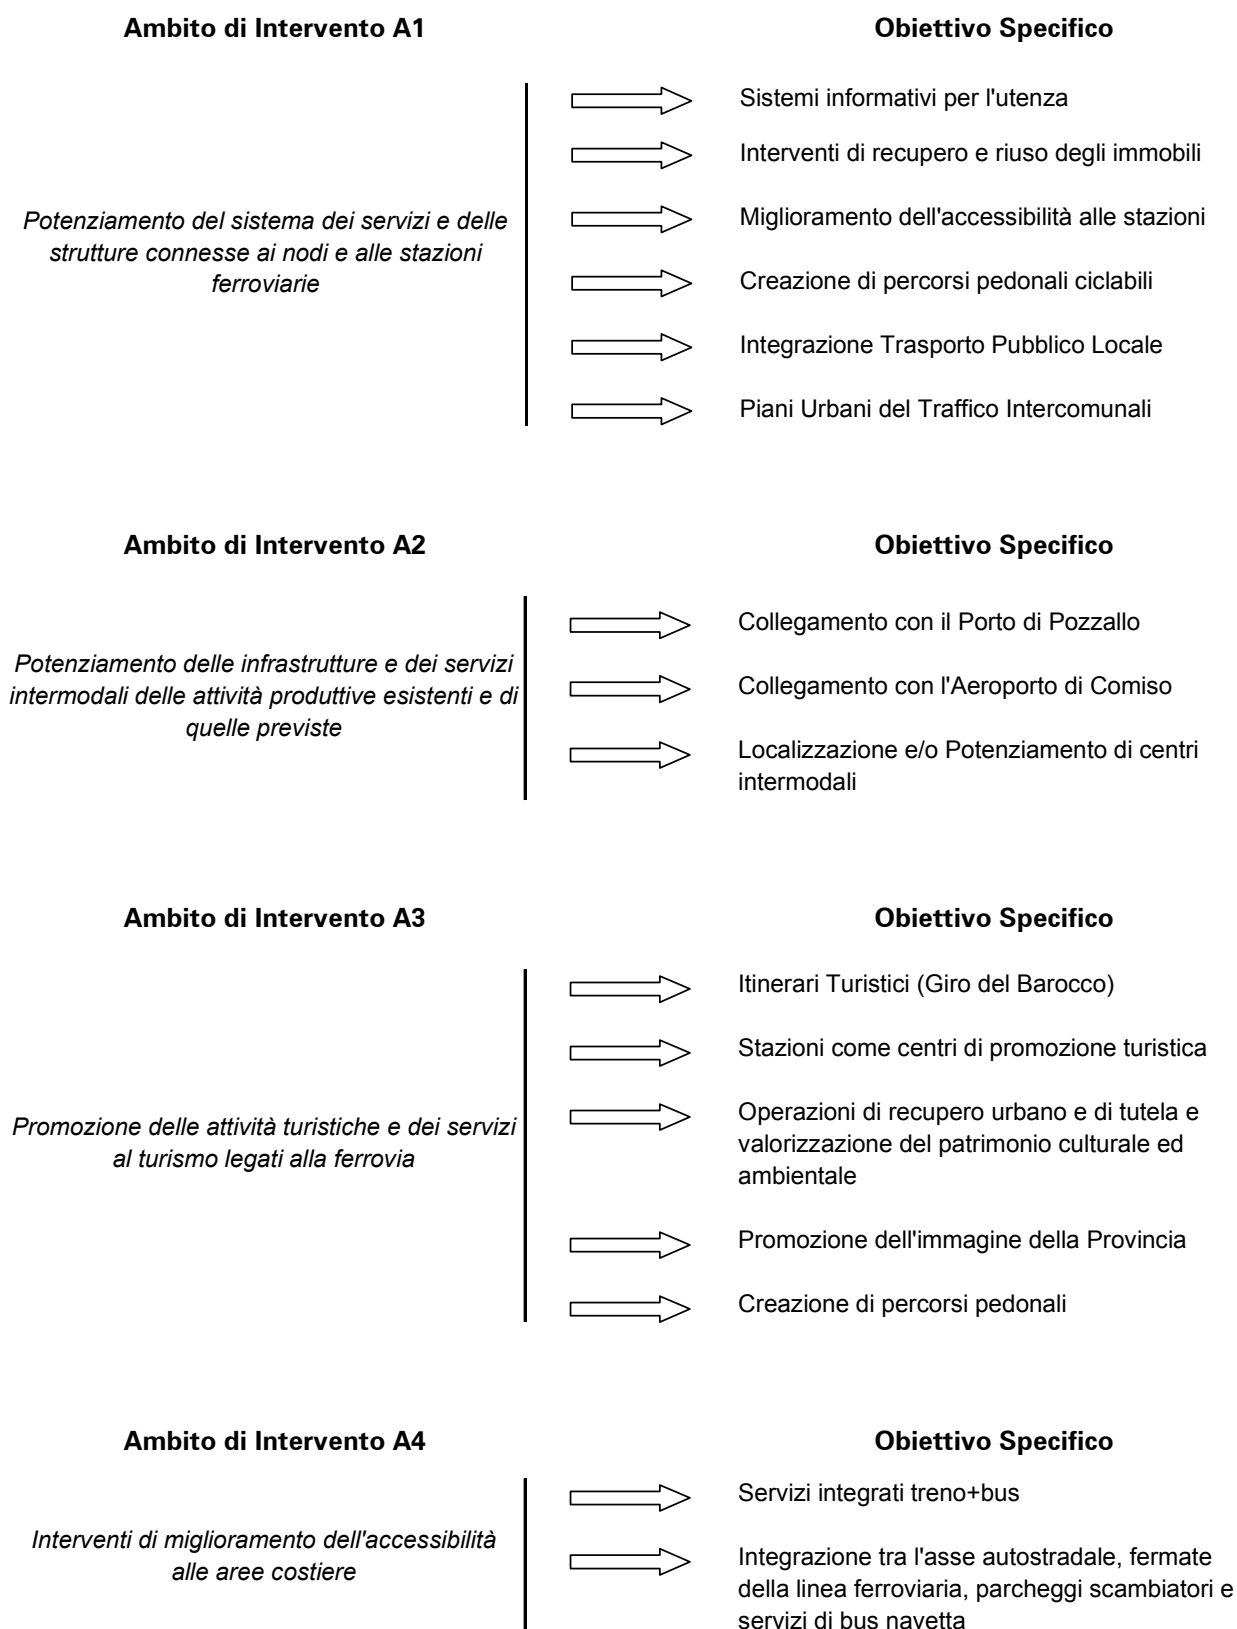 Ambito di Intervento A1
Obiettivo Specifico
Potenziamento del sistema dei servizi e delle
strutture connesse ai nodi e alle stazioni
ferroviarie
Sistemi informativi per l'utenza
Interventi di recupero e riuso degli immobili
Miglioramento dell'accessibilità alle stazioni
Creazione di percorsi pedonali ciclabili
Integrazione Trasporto Pubblico Locale
Piani Urbani del Traffico Intercomunali
Ambito di Intervento A2
Obiettivo Specifico
Potenziamento delle infrastrutture e dei servizi
intermodali delle attività produttive esistenti e di
quelle previste
Collegamento con il Porto di Pozzallo
Collegamento con l'Aeroporto di Comiso
Localizzazione e/o Potenziamento di centri
intermodali
Ambito di Intervento A3
Obiettivo Specifico
Promozione delle attività turistiche e dei servizi
al turismo legati alla ferrovia
Itinerari Turistici (Giro del Barocco)
Stazioni come centri di promozione turistica
Operazioni di recupero urbano e di tutela e
valorizzazione del patrimonio culturale ed
ambientale
Promozione dell'immagine della Provincia
Creazione di percorsi pedonali
Ambito di Intervento A4
Obiettivo Specifico
Interventi di miglioramento dell'accessibilità
alle aree costiere
Servizi integrati treno+bus
Integrazione tra l'asse autostradale, fermate
della linea ferroviaria, parcheggi scambiatori e
servizi di bus navetta